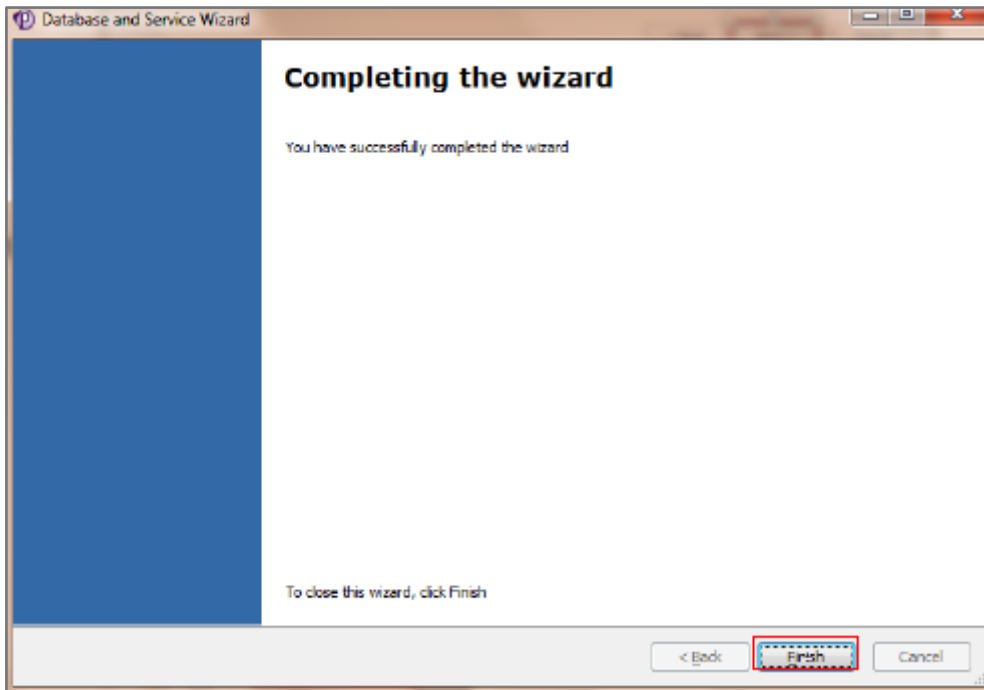 Database and Service Wizard
Completing the wizard
You have successfully completed the wizard
To close this wizard, click Finish
< Back
Finish
Cancel